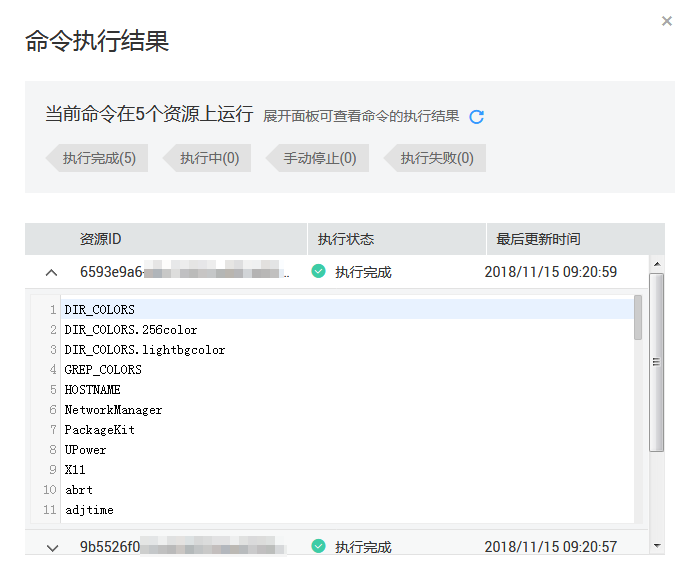 命令执行结果
当前命令在5个资源上运行 展开面板可查看命令的执行结果
执行完成(5) 执行中(0) 手动停止(0) 执行失败(0)
资源ID 执行状态 最后更新时间
6593e9a6- .. 执行完成 2018/11/15 09:20:59
1 DIR_COLORS
2 DIR_COLORS.256color
3 DIR_COLORS.lightbgcolor
4 GREP_COLORS
5 HOSTNAME
6 NetworkManager
7 PackageKit
8 UPower
9 X11
10 abrt
11 adjtime
9b5526f0 执行完成 2018/11/15 09:20:57